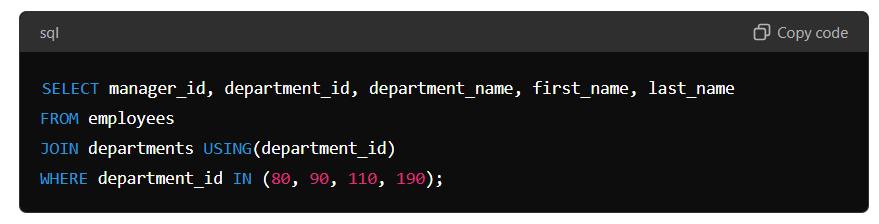 sql
Copy code
SELECT manager_id, department_id, department_name, first_name, last_name
FROM employees
JOIN departments USING(department_id)
WHERE department_id IN (80, 90, 110, 190);